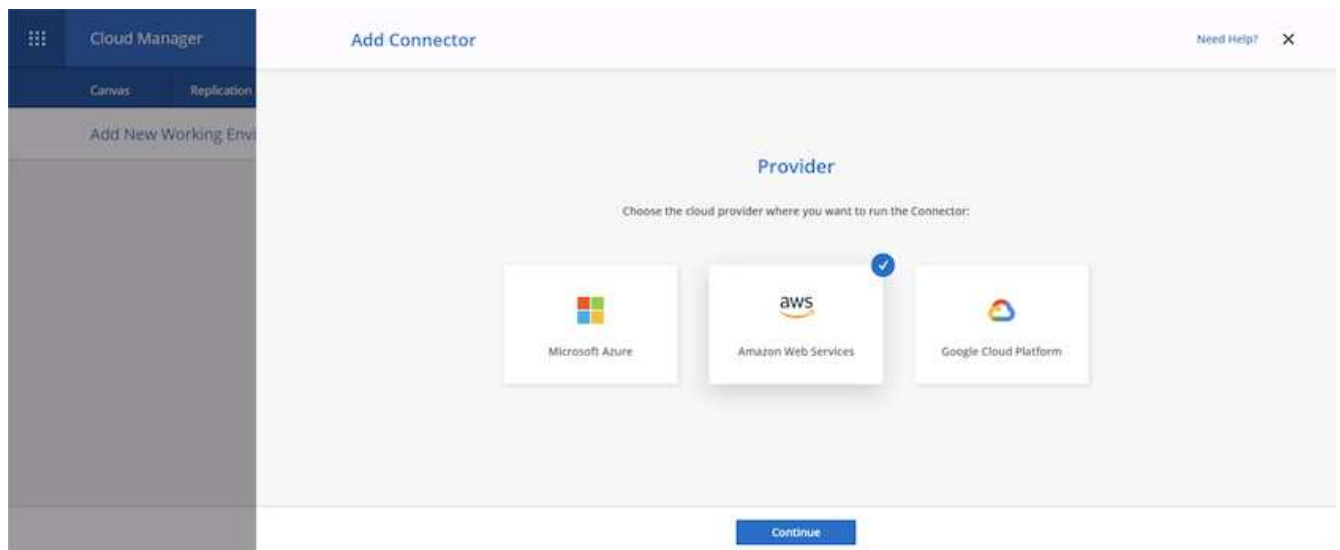 Cloud Manager
Add Connector
Need Help?
Canvas Replication
Add New Working Envi
Provider
Choose the cloud provider where you want to run the Connector:
aws
Microsoft Azure
Amazon Web Services
Google Cloud Platform
Continue